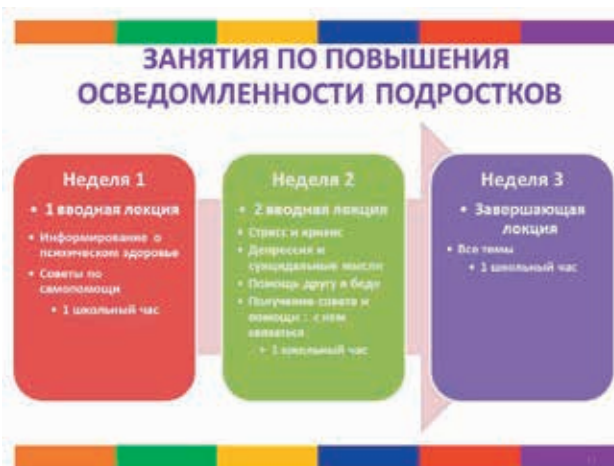 ЗАНЯТИЯ ПО ПОВЫШЕНИЯ
ОСВЕДОМЛЕННОСТИ ПОДРОСТКОВ
Неделя 1
• 1 вводная лекция
• Информирование о
психическом здоровье
• Советы по
самопомощи
• 1 школьный час
Неделя 2
• 2 вводная лекция
• Стресс и кризис
• Депрессия и
суицидальные мысли
• Помощь другу в беде
• Получение совета и
помощи : с кем
связаться
• 1 школьный час
Неделя 3
• Завершающая
лекция
• Все темы
• 1 школьный час